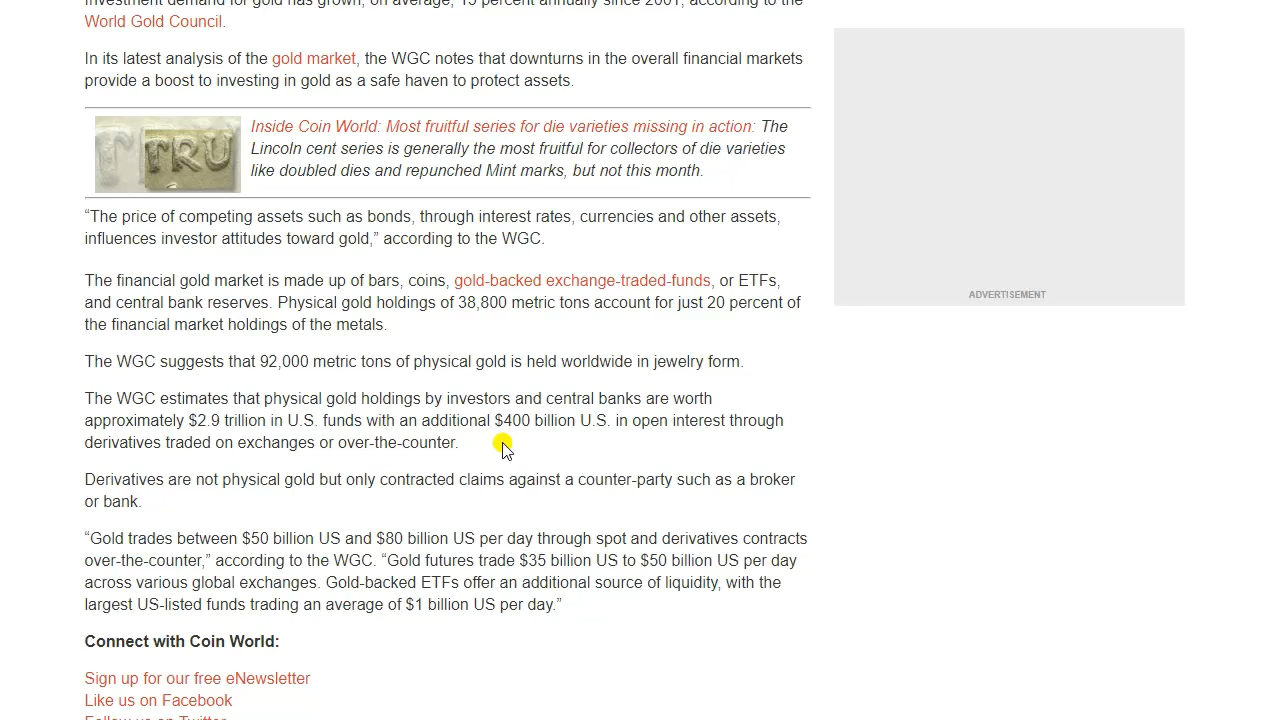 Investment demand for gold has grown, on average, 15 percent annually since 2001, according to the
World Gold Council.
In its latest analysis of the gold market, the WGC notes that downturns in the overall financial markets
provide a boost to investing in gold as a safe haven to protect assets.
TRU
Inside Coin World: Most fruitful series for die varieties missing in action: The
Lincoln cent series is generally the most fruitful for collectors of die varieties
like doubled dies and repunched Mint marks, but not this month.
“The price of competing assets such as bonds, through interest rates, currencies and other assets,
influences investor attitudes toward gold,” according to the WGC.
The financial gold market is made up of bars, coins, gold-backed exchange-traded-funds, or ETFs,
and central bank reserves. Physical gold holdings of 38,800 metric tons account for just 20 percent of
the financial market holdings of the metals.
The WGC suggests that 92,000 metric tons of physical gold is held worldwide in jewelry form.
The WGC estimates that physical gold holdings by investors and central banks are worth
approximately $2.9 trillion in U.S. funds with an additional $400 billion U.S. in open interest through
derivatives traded on exchanges or over-the-counter.
Derivatives are not physical gold but only contracted claims against a counter-party such as a broker
or bank.
“Gold trades between $50 billion US and $80 billion US per day through spot and derivatives contracts
over-the-counter,” according to the WGC. “Gold futures trade $35 billion US to $50 billion US per day
across various global exchanges. Gold-backed ETFs offer an additional source of liquidity, with the
largest US-listed funds trading an average of $1 billion US per day.”
Connect with Coin World:
Sign up for our free eNewsletter
Like us on Facebook
Follow us on Twitter
ADVERTISEMENT